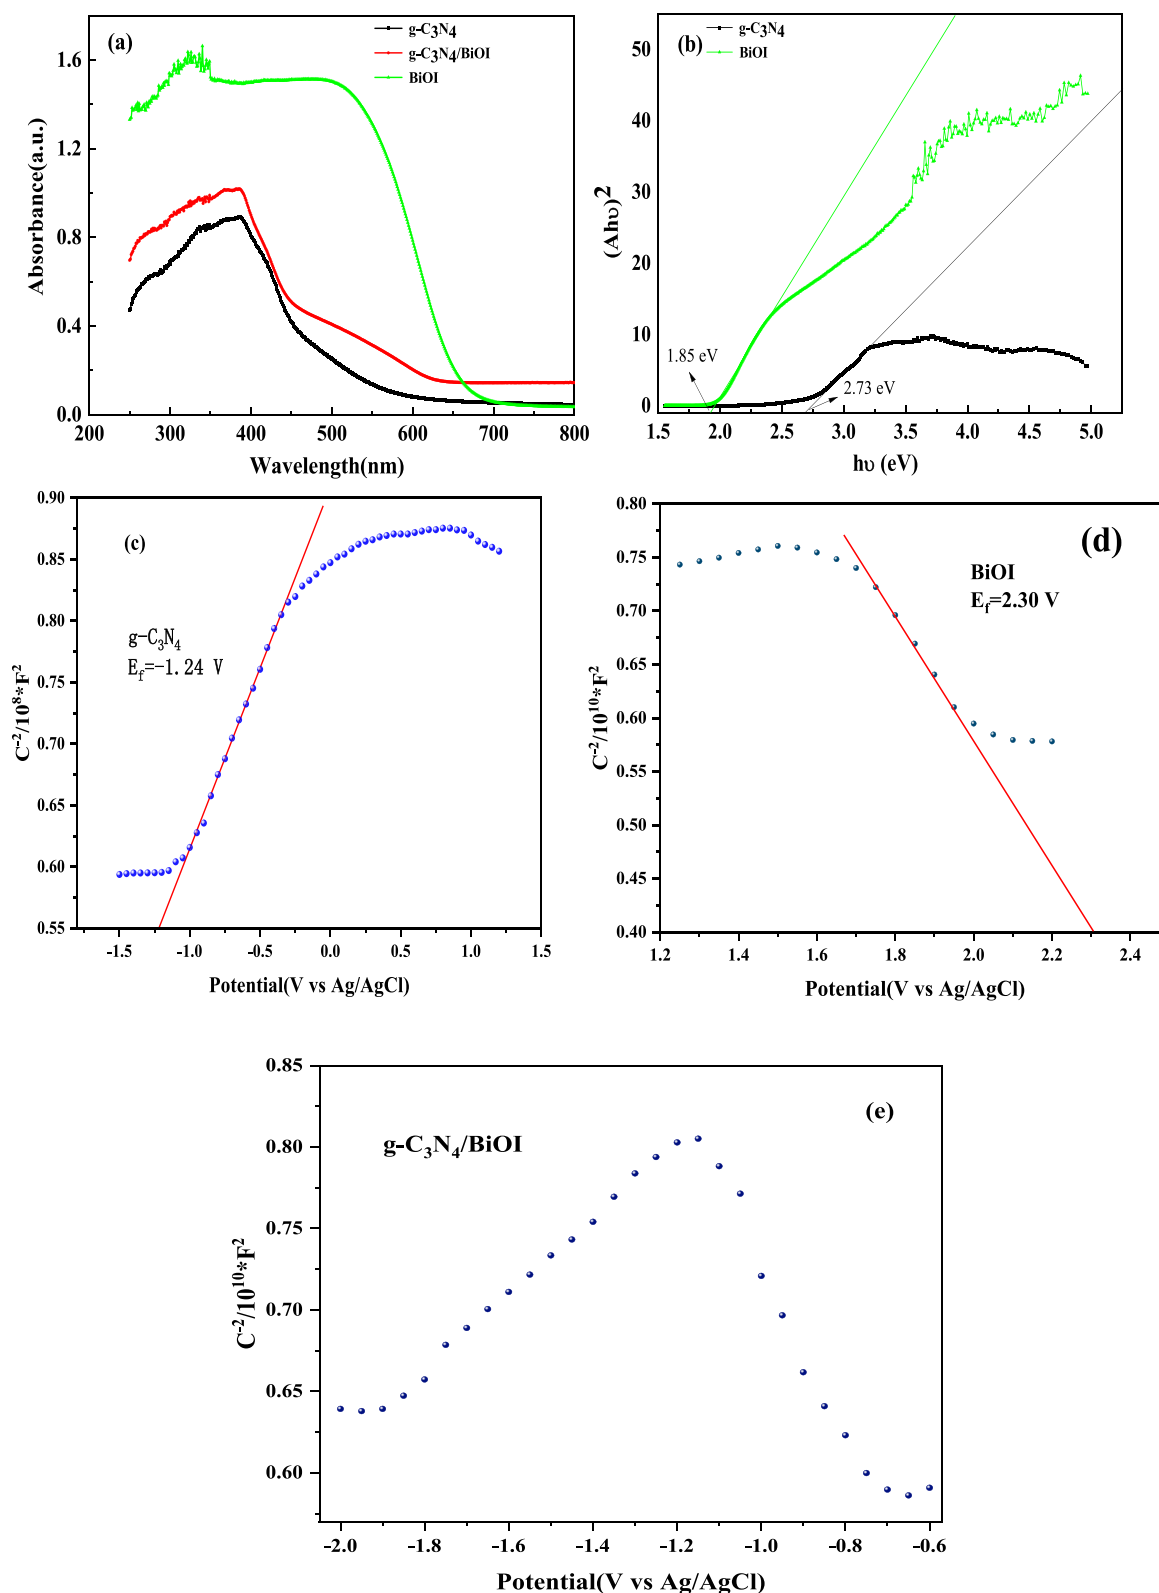 (a)
g-C₃N₄
g-C₃N₄/BiOI
BiOI
1.6
1.2
0.8
0.4
0.0
200 300 400 500 600 700 800
Absorbance(a.u.)
Wavelength(nm)
(b)
g-C₃N₄
BiOI
50
40
30
20
10
0
1.85 eV
2.73 eV
1.5 2.0 2.5 3.0 3.5 4.0 4.5 5.0
(Ahυ)²
hυ (eV)
(c)
g-C₃N₄
E_f=-1.24 V
0.90
0.85
0.80
0.75
0.70
0.65
0.60
0.55
-1.5 -1.0 -0.5 0.0 0.5 1.0 1.5
C⁻²/10⁸*F²
Potential(V vs Ag/AgCl)
(d)
BiOI
E_f=2.30 V
0.80
0.75
0.70
0.65
0.60
0.55
0.50
0.45
0.40
1.2 1.4 1.6 1.8 2.0 2.2 2.4
C⁻²/10¹⁰*F²
Potential(V vs Ag/AgCl)
(e)
g-C₃N₄/BiOI
0.85
0.80
0.75
0.70
0.65
0.60
-2.0 -1.8 -1.6 -1.4 -1.2 -1.0 -0.8 -0.6
C⁻²/10¹⁰*F²
Potential(V vs Ag/AgCl)